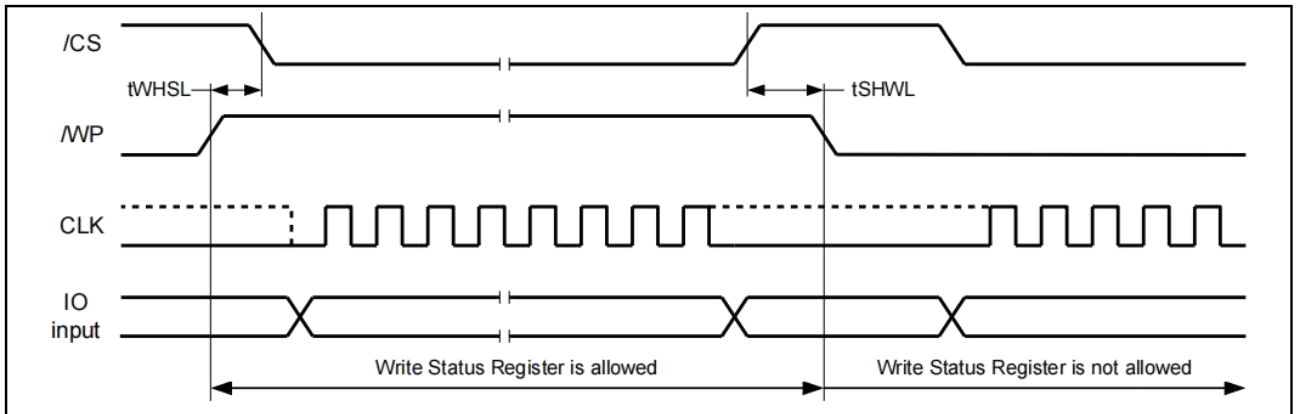 /CS
tWHSL
tSHWL
/WP
CLK
IO
input
Write Status Register is allowed
Write Status Register is not allowed